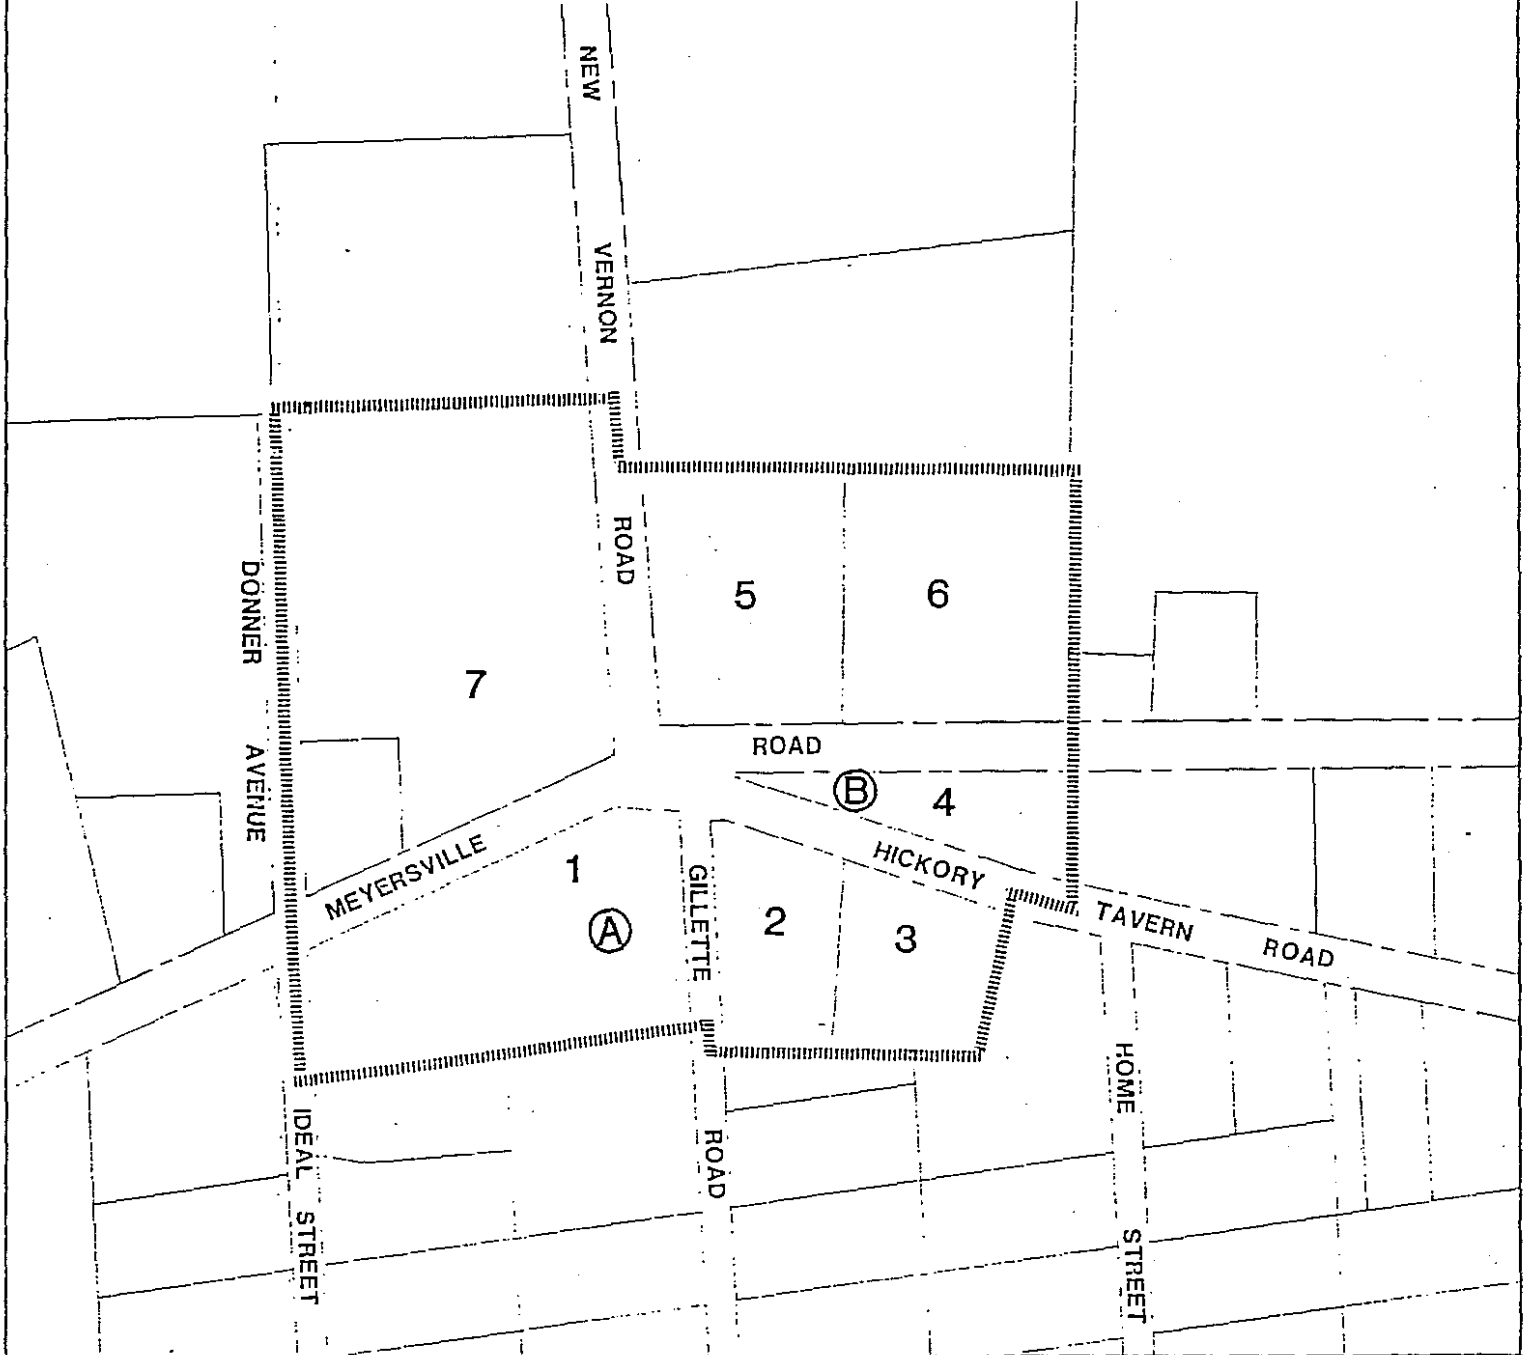 NEW
VERNON
ROAD
DONNER
AVENUE
5
6
7
ROAD
B
4
MEYERSVILLE
1
A
GILLETTE
ROAD
2
3
HICKORY
TAVERN
ROAD
HOME
STREET
IDEAL
STREET